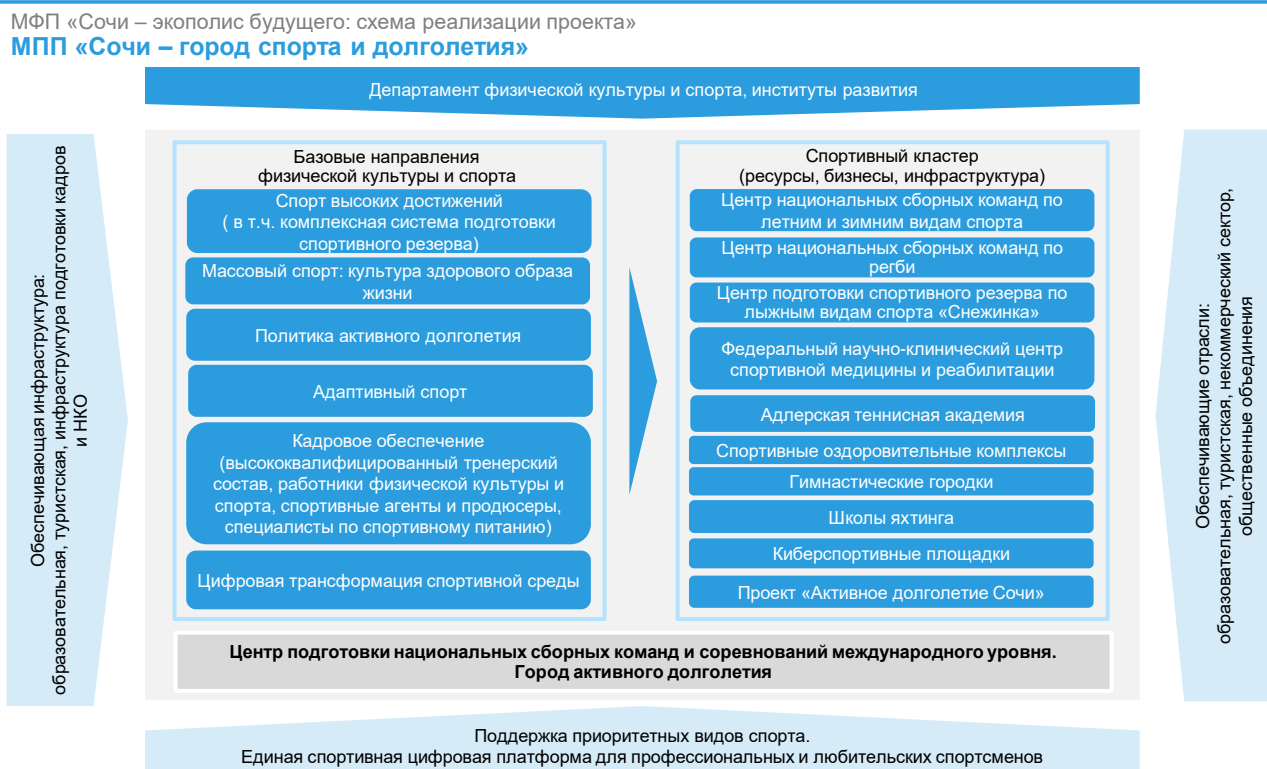 МФП «Сочи – экополис будущего: схема реализации проекта»
МПП «Сочи – город спорта и долголетия»
Департамент физической культуры и спорта, институты развития
Обеспечивающая инфраструктура:
образовательная, туристская, инфраструктура подготовки кадров
и НКО
Базовые направления
физической культуры и спорта
Спорт высоких достижений
( в т.ч. комплексная система подготовки
спортивного резерва)
Массовый спорт: культура здорового образа
жизни
Политика активного долголетия
Адаптивный спорт
Кадровое обеспечение
(высококвалифицированный тренерский
состав, работники физической культуры и
спорта, спортивные агенты и продюсеры,
специалисты по спортивному питанию)
Цифровая трансформация спортивной среды
Спортивный кластер
(ресурсы, бизнесы, инфраструктура)
Центр национальных сборных команд по
летним и зимним видам спорта
Центр национальных сборных команд по
регби
Центр подготовки спортивного резерва по
лыжным видам спорта «Снежинка»
Федеральный научно-клинический центр
спортивной медицины и реабилитации
Адлерская теннисная академия
Спортивные оздоровительные комплексы
Гимнастические городки
Школы яхтинга
Киберспортивные площадки
Проект «Активное долголетие Сочи»
Обеспечивающие отрасли:
образовательная, туристская, некоммерческий сектор,
общественные объединения
Центр подготовки национальных сборных команд и соревнований международного уровня.
Город активного долголетия
Поддержка приоритетных видов спорта.
Единая спортивная цифровая платформа для профессиональных и любительских спортсменов